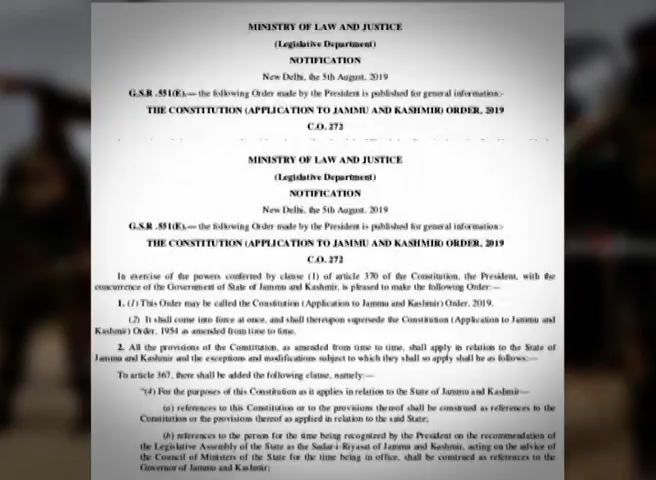 MINISTRY OF LAW AND JUSTICE
(Legislative Department)
NOTIFICATION
New Delhi, the 5th August, 2019
G.S.R .551(E).— the following Order made by the President is published for general information:-
THE CONSTITUTION (APPLICATION TO JAMMU AND KASHMIR) ORDER, 2019
C.O. 272
MINISTRY OF LAW AND JUSTICE
(Legislative Department)
NOTIFICATION
New Delhi, the 5th August, 2019
G.S.R .551(E).— the following Order made by the President is published for general information:-
THE CONSTITUTION (APPLICATION TO JAMMU AND KASHMIR) ORDER, 2019
C.O. 272
In exercise of the powers conferred by clause (1) of article 370 of the Constitution, the President, with the
concurrence of the Government of State of Jammu and Kashmir, is pleased to make the following Order:—
1. (1) This Order may be called the Constitution (Application to Jammu and Kashmir) Order, 2019.
(2) It shall come into force at once, and shall thereupon supersede the Constitution (Application to Jammu and
Kashmir) Order, 1954 as amended from time to time.
2. All the provisions of the Constitution, as amended from time to time, shall apply in relation to the State of
Jammu and Kashmir and the exceptions and modifications subject to which they shall so apply shall be as follows:—
To article 367, there shall be added the following clause, namely:—
"(4) For the purposes of this Constitution as it applies in relation to the State of Jammu and Kashmir—
(a) references to this Constitution or to the provisions thereof shall be construed as references to the
Constitution or the provisions thereof as applied in relation to the said State;
(b) references to the person for the time being recognized by the President on the recommendation of
the Legislative Assembly of the State as the Sadar-i-Riyasat of Jammu and Kashmir, acting on the advice of
the Council of Ministers of the State for the time being in office, shall be construed as references to the
Governor of Jammu and Kashmir;